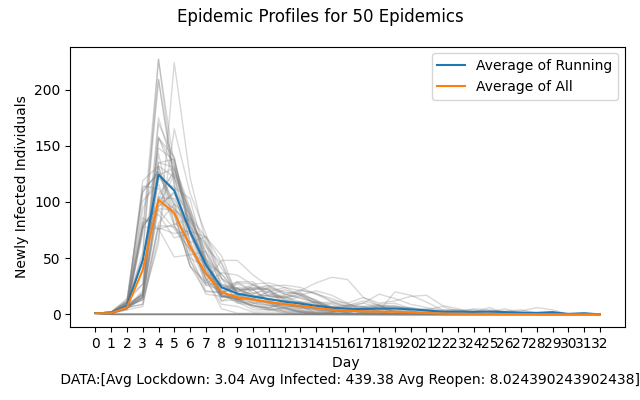 Epidemic Profiles for 50 Epidemics
Average of Running
Average of All
200
150
100
50
0
Newly Infected Individuals
0 1 2 3 4 5 6 7 8 9 10 11 12 13 14 15 16 17 18 19 20 21 22 23 24 25 26 27 28 29 30 31 32
Day
DATA:[Avg Lockdown: 3.04 Avg Infected: 439.38 Avg Reopen: 8.024390243902438]